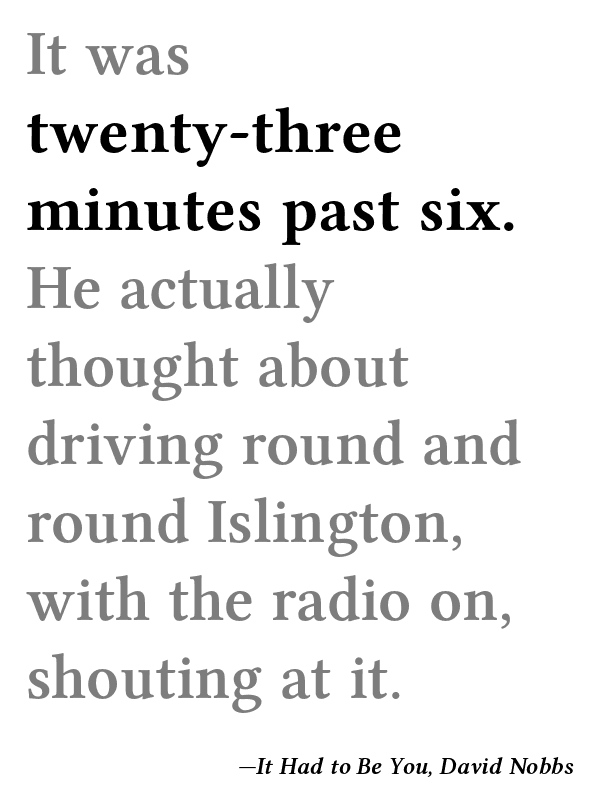 It was
twenty-three
minutes past six.
He actually
thought about
driving round and
round Islington,
with the radio on,
shouting at it.
—It Had to Be You, David Nobbs